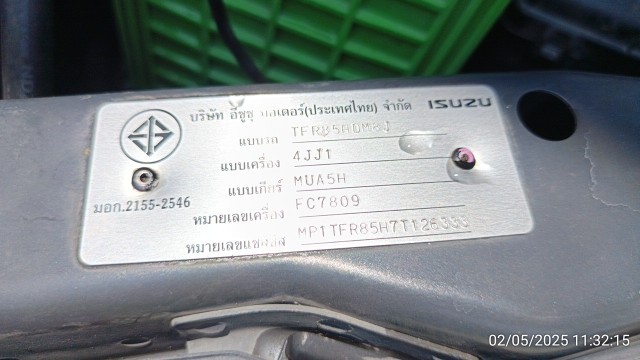 บริษัท อีซูซุ มอเตอร์(ประเทศไทย) จำกัด ISUZU
แบบรถ
แบบเครื่อง 4JJ1
แบบเกียร์ MUA5H
มอก.2155-2546
หมายเลขเครื่อง FC7809
หมายเลขแชสซีส์
02/05/2025 11:32:15